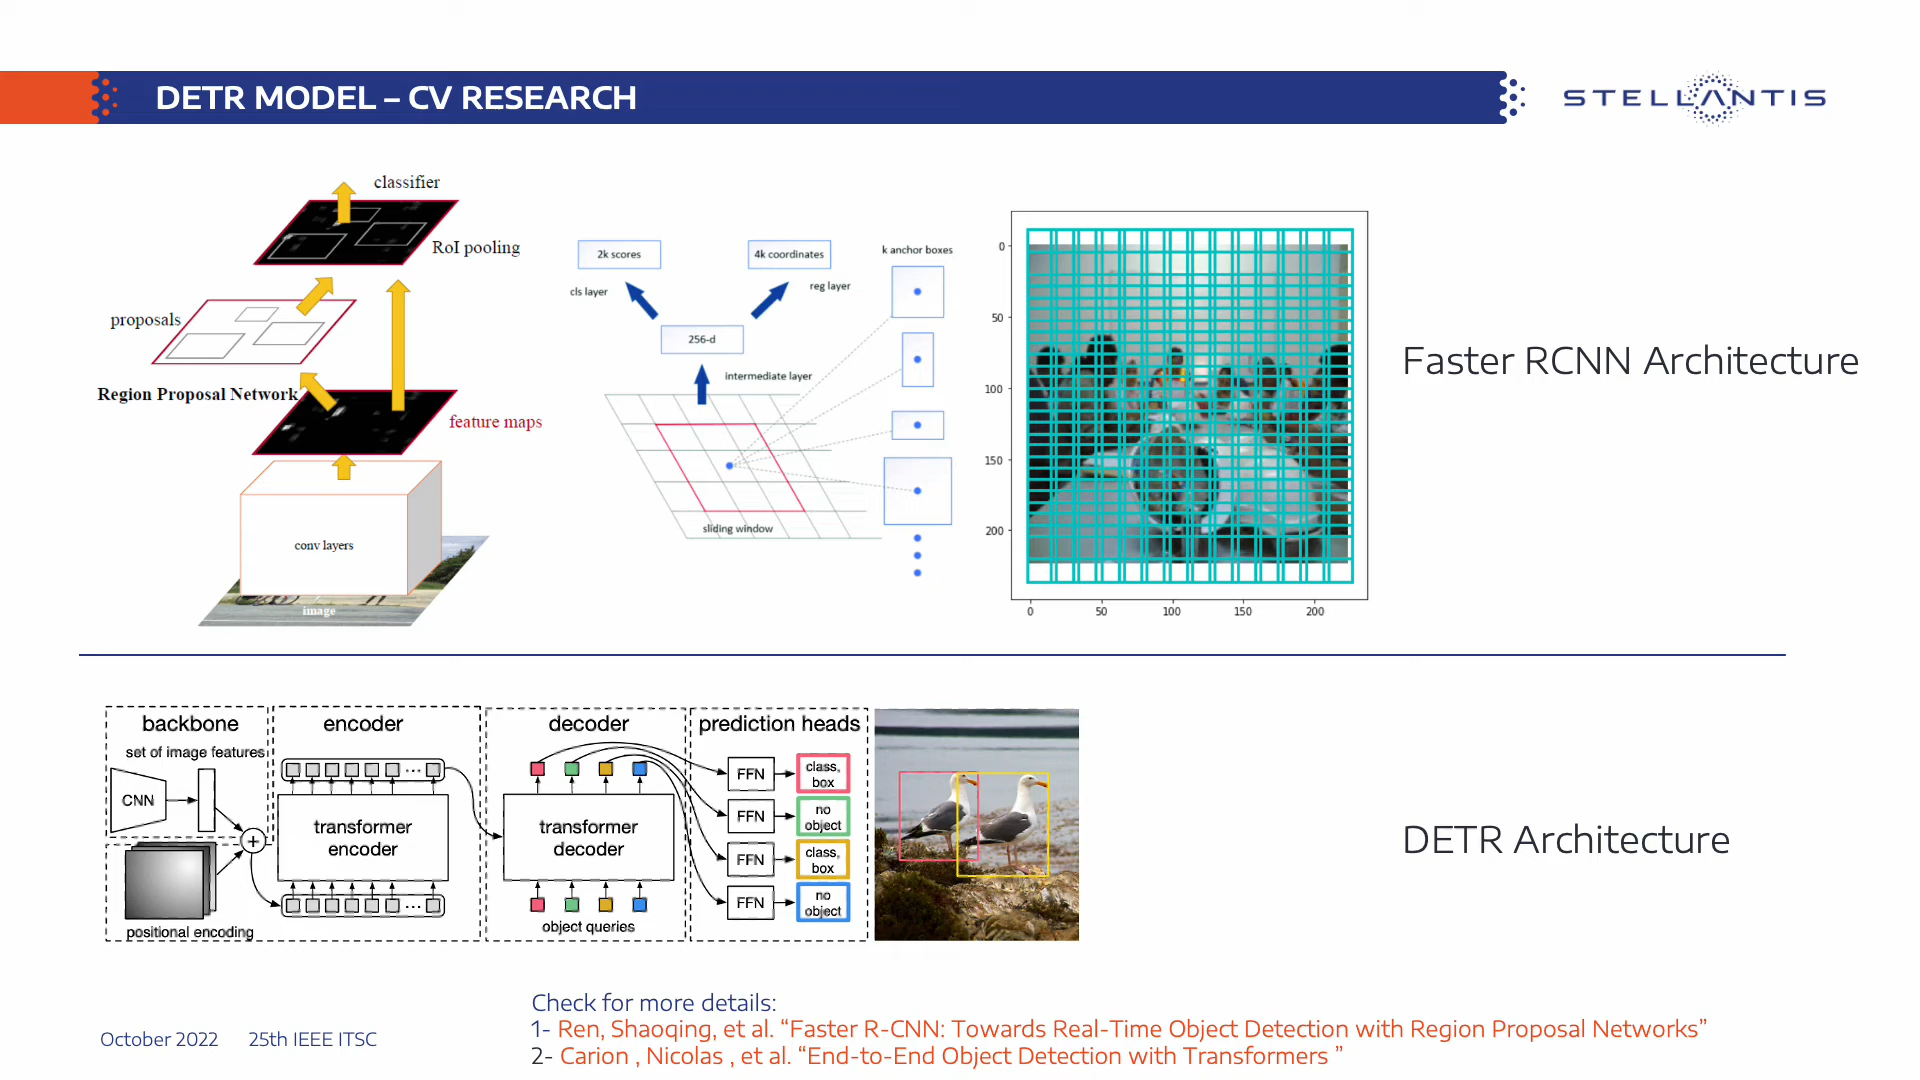 DETR MODEL – CV RESEARCH
STELLANTIS
classifier
RoI pooling
proposals
Region Proposal Network
feature maps
conv layers
image
2k scores
4k coordinates
cls layer
reg layer
256-d
intermediate layer
sliding window
k anchor boxes
0
50
100
150
200
0
50
100
150
200
Faster RCNN Architecture
backbone
set of image features
CNN
+
positional encoding
encoder
...
transformer
encoder
...
decoder
transformer
decoder
object queries
prediction heads
FFN
class,
box
FFN
no
object
FFN
class,
box
FFN
no
object
DETR Architecture
Check for more details:
1- Ren, Shaoqing, et al. “Faster R-CNN: Towards Real-Time Object Detection with Region Proposal Networks”
2- Carion , Nicolas , et al. “End-to-End Object Detection with Transformers ”
October 2022 25th IEEE ITSC